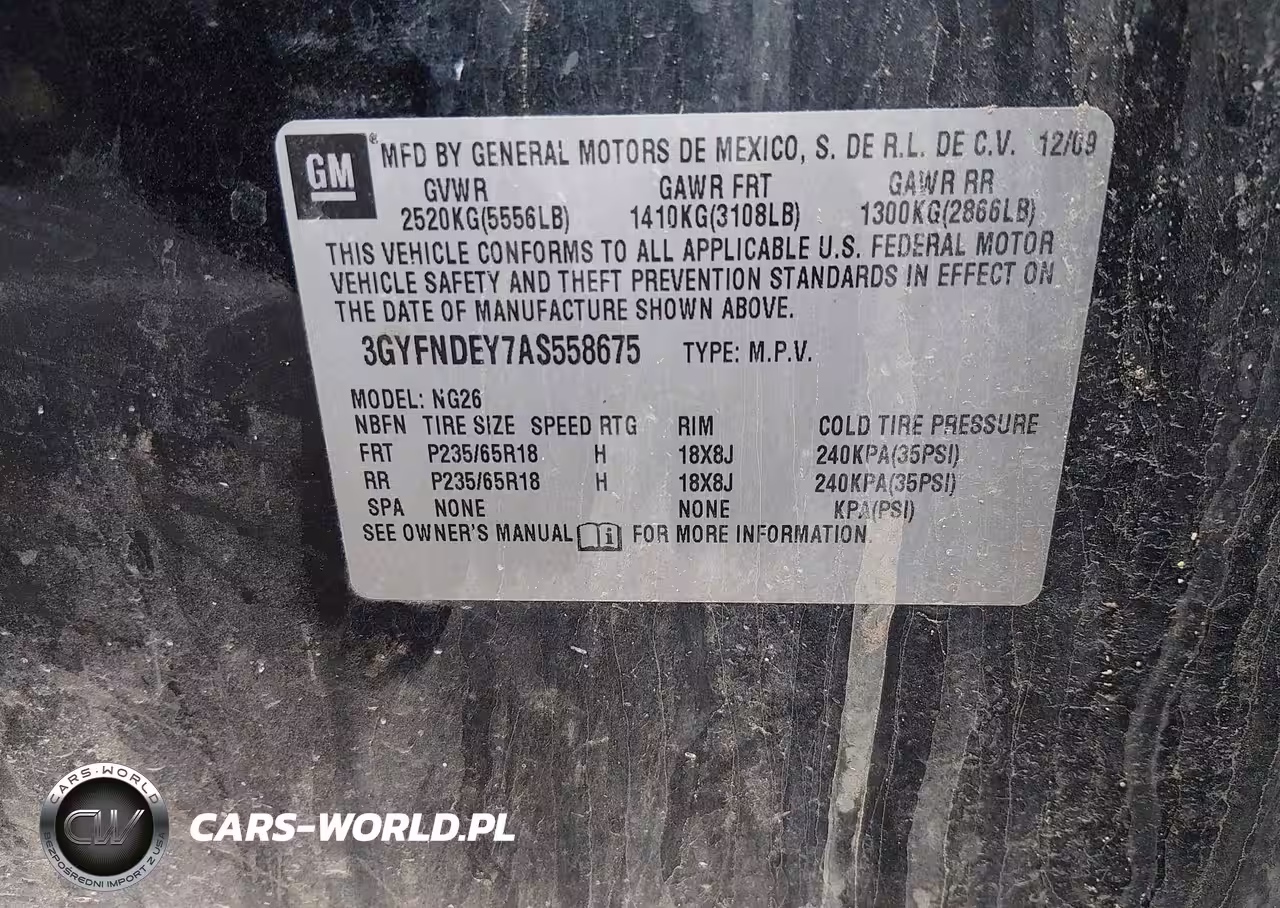 GM® MFD BY GENERAL MOTORS DE MEXICO, S. DE R.L. DE C.V. 12/09
GVWR GAWR FRT GAWR RR
2520KG(5556LB) 1410KG(3108LB) 1300KG(2866LB)
THIS VEHICLE CONFORMS TO ALL APPLICABLE U.S. FEDERAL MOTOR
VEHICLE SAFETY AND THEFT PREVENTION STANDARDS IN EFFECT ON
THE DATE OF MANUFACTURE SHOWN ABOVE.
3GYFNDEY7AS558675 TYPE: M.P.V.
MODEL: NG26
NBFN TIRE SIZE SPEED RTG RIM COLD TIRE PRESSURE
FRT P235/65R18 H 18X8J 240KPA(35PSI)
RR P235/65R18 H 18X8J 240KPA(35PSI)
SPA NONE NONE KPA(PSI)
SEE OWNER'S MANUAL FOR MORE INFORMATION.
CARS-WORLD
CW
BEZPOŚREDNI IMPORT Z USA
CARS-WORLD.PL